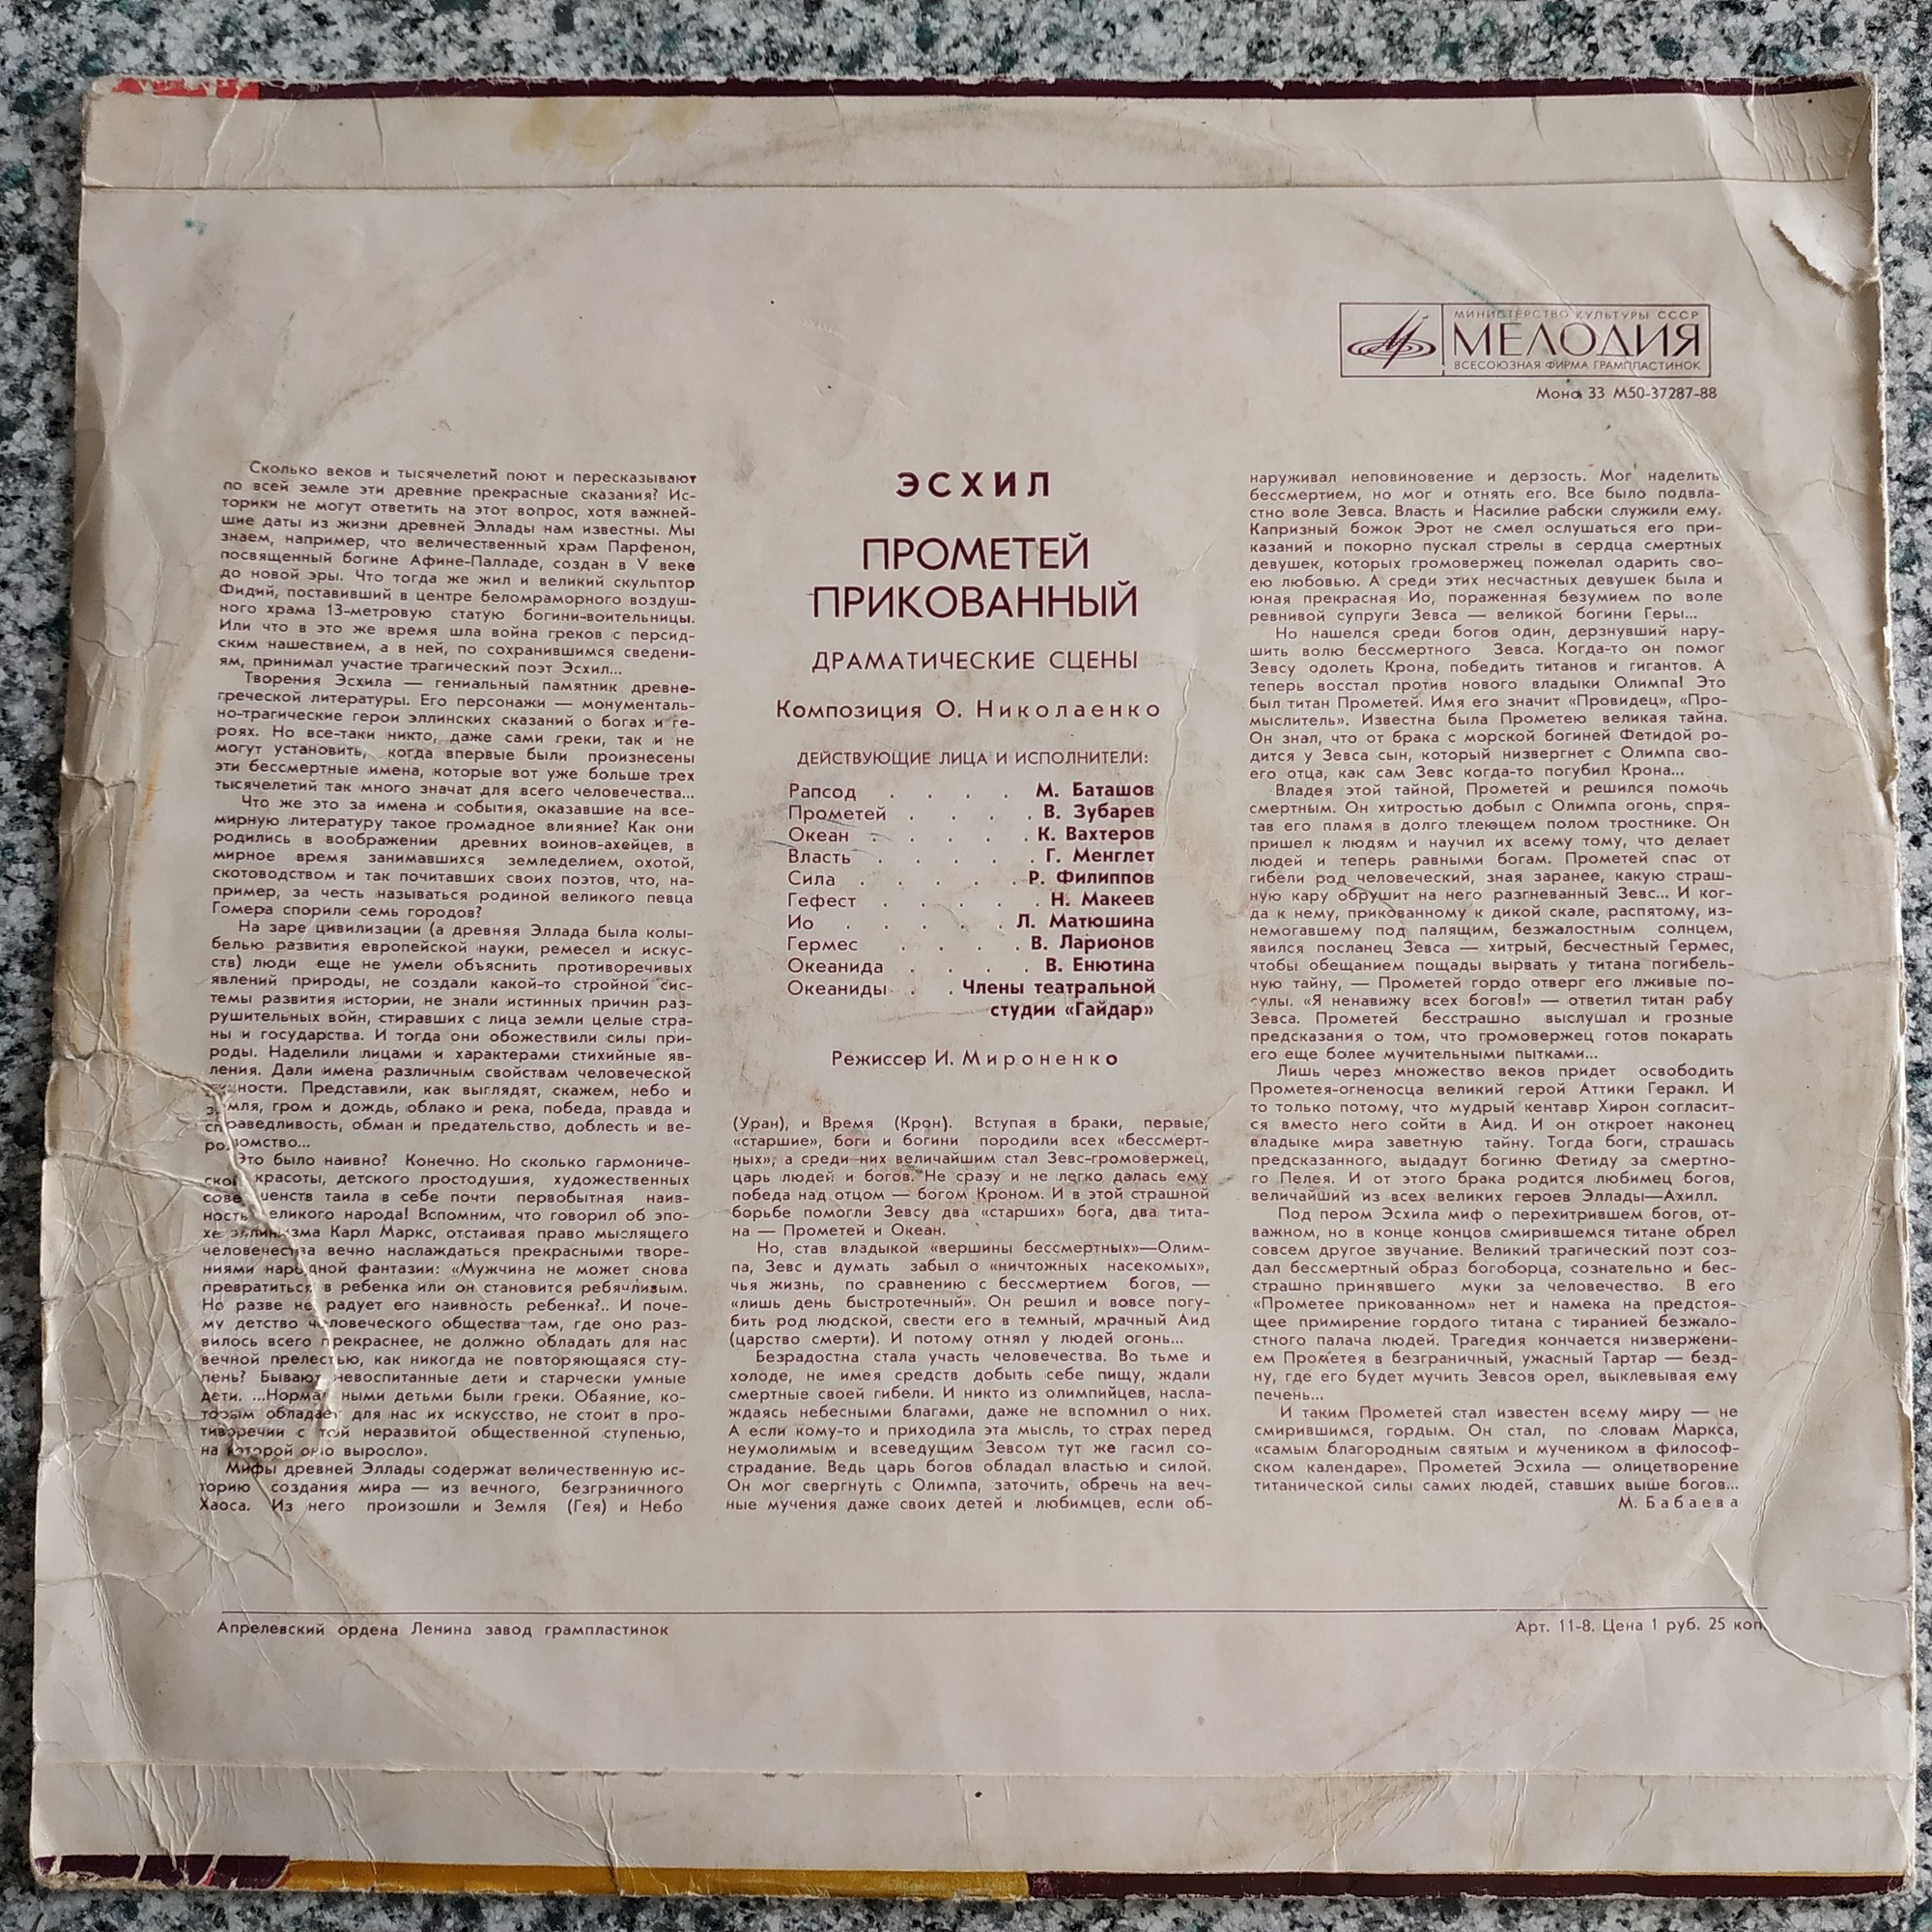 МИНИСТЕРСТВО КУЛЬТУРЫ СССР
МЕЛОДИЯ
ВСЕСОЮЗНАЯ ФИРМА ГРАМПЛАСТИНОК
Моно 33 М50-37287-88
Сколько веков и тысячелетий поют и пересказывают
по всей земле эти древние прекрасные сказания? Ис-
торики не могут ответить на этот вопрос, хотя важней-
шие даты из жизни древней Эллады нам известны. Мы
знаем, например, что величественный храм Парфенон,
посвященный богине Афине-Палладе, создан в V веке
до новой эры. Что тогда же жил и великий скульптор
Фидий, поставивший в центре беломраморного воздуш-
ного храма 13-метровую статую богини-воительницы.
Или что в это же время шла война греков с персид-
ским нашествием, а в ней, по сохранившимся сведени-
ям, принимал участие трагический поэт Эсхил...
Творения Эсхила — гениальный памятник древне-
греческой литературы. Его персонажи — монументаль-
но-трагические герои эллинских сказаний о богах и ге-
роях. Но все-таки никто, даже сами греки, так и не
могут установить, когда впервые были произнесены
эти бессмертные имена, которые вот уже больше трех
тысячелетий так много значат для всего человечества...
Что же это за имена и события, оказавшие на все-
мирную литературу такое громадное влияние? Как они
родились в воображении древних воинов-ахейцев, в
мирное время занимавшихся земледелием, охотой,
скотоводством и так почитавших своих поэтов, что, на-
пример, за честь называться родиной великого певца
Гомера спорили семь городов?
На заре цивилизации (а древняя Эллада была колы-
белью развития европейской науки, ремесел и искус-
ств) люди еще не умели объяснить противоречивых
явлений природы, не создали какой-то стройной сис-
темы развития истории, не знали истинных причин раз-
рушительных войн, стиравших с лица земли целые стра-
ны и государства. И тогда они обожествили силы при-
роды. Наделили лицами и характерами стихийные яв-
ления. Дали имена различным свойствам человеческой
личности. Представили, как выглядят, скажем, небо и
земля, гром и дождь, облако и река, победа, правда и
справедливость, обман и предательство, доблесть и ве-
роломство...
Это было наивно? Конечно. Но сколько гармониче-
ской красоты, детского простодушия, художественных
совершенств таила в себе почти первобытная наив-
ность великого народа! Вспомним, что говорил об эпо-
хе эллинизма Карл Маркс, отстаивая право мыслящего
человечества вечно наслаждаться прекрасными творе-
ниями народной фантазии: «Мужчина не может снова
превратиться в ребенка или он становится ребячливым.
Но разве не радует его наивность ребенка?.. И поче-
му детство человеческого общества там, где оно раз-
вилось всего прекраснее, не должно обладать для нас
вечной прелестью, как никогда не повторяющаяся сту-
пень? Бывают невоспитанные дети и старчески умные
дети. ...Нормальными детьми были греки. Обаяние, ко-
торым обладает для нас их искусство, не стоит в про-
тиворечии с той неразвитой общественной ступенью,
на которой оно выросло».
Мифы древней Эллады содержат величественную ис-
торию создания мира — из вечного, безграничного
Хаоса. Из него произошли и Земля (Гея) и Небо
ЭСХИЛ
ПРОМЕТЕЙ
ПРИКОВАННЫЙ
ДРАМАТИЧЕСКИЕ СЦЕНЫ
Композиция О. Николаенко
ДЕЙСТВУЮЩИЕ ЛИЦА И ИСПОЛНИТЕЛИ:
Рапсод . . . . М. Баташов
Прометей . . . . В. Зубарев
Океан . . . . . К. Вахтеров
Власть . . . . . Г. Менглет
Сила . . . . . Р. Филиппов
Гефест . . . . . Н. Макеев
Ио . . . . . Л. Матюшина
Гермес . . . . В. Ларионов
Океанида . . . . В. Енютина
Океаниды . . Члены театральной
студии «Гайдар»
Режиссер И. Мироненко
(Уран), и Время (Крон). Вступая в браки, первые,
«старшие», боги и богини породили всех «бессмерт-
ных»; а среди них величайшим стал Зевс-громовержец,
царь людей и богов. Не сразу и не легко далась ему
победа над отцом — богом Кроном. И в этой страшной
борьбе помогли Зевсу два «старших» бога, два тита-
на — Прометей и Океан.
Но, став владыкой «вершины бессмертных»—Олим-
па, Зевс и думать забыл о «ничтожных насекомых»,
чья жизнь, по сравнению с бессмертием богов, —
«лишь день быстротечный». Он решил и вовсе погу-
бить род людской, свести его в темный, мрачный Аид
(царство смерти). И потому отнял у людей огонь...
Безрадостна стала участь человечества. Во тьме и
холоде, не имея средств добыть себе пищу, ждали
смертные своей гибели. И никто из олимпийцев, насла-
ждаясь небесными благами, даже не вспомнил о них.
А если кому-то и приходила эта мысль, то страх перед
неумолимым и всеведущим Зевсом тут же гасил со-
страдание. Ведь царь богов обладал властью и силой.
Он мог свергнуть с Олимпа, заточить, обречь на веч-
ные мучения даже своих детей и любимцев, если об-
наруживал неповиновение и дерзость. Мог наделить
бессмертием, но мог и отнять его. Все было подвла-
стно воле Зевса. Власть и Насилие рабски служили ему.
Капризный божок Эрот не смел ослушаться его при-
казаний и покорно пускал стрелы в сердца смертных
девушек, которых громовержец пожелал одарить сво-
ею любовью. А среди этих несчастных девушек была и
юная прекрасная Ио, пораженная безумием по воле
ревнивой супруги Зевса — великой богини Геры...
Но нашелся среди богов один, дерзнувший нару-
шить волю бессмертного Зевса. Когда-то он помог
Зевсу одолеть Крона, победить титанов и гигантов. А
теперь восстал против нового владыки Олимпа! Это
был титан Прометей. Имя его значит «Провидец», «Про-
мыслитель». Известна была Прометею великая тайна.
Он знал, что от брака с морской богиней Фетидой ро-
дится у Зевса сын, который низвергнет с Олимпа сво-
его отца, как сам Зевс когда-то погубил Крона...
Владея этой тайной, Прометей и решился помочь
смертным. Он хитростью добыл с Олимпа огонь, спря-
тав его пламя в долго тлеющем полом тростнике. Он
пришел к людям и научил их всему тому, что делает
людей и теперь равными богам. Прометей спас от
гибели род человеческий, зная заранее, какую страш-
ную кару обрушит на него разгневанный Зевс... И ког-
да к нему, прикованному к дикой скале, распятому, из-
немогавшему под палящим, безжалостным солнцем,
явился посланец Зевса — хитрый, бесчестный Гермес,
чтобы обещанием пощады вырвать у титана погибель-
ную тайну, — Прометей гордо отверг его лживые по-
сулы. «Я ненавижу всех богов!» — ответил титан рабу
Зевса. Прометей бесстрашно выслушал и грозные
предсказания о том, что громовержец готов покарать
его еще более мучительными пытками...
Лишь через множество веков придет освободить
Прометея-огненосца великий герой Аттики Геракл. И
то только потому, что мудрый кентавр Хирон согласит-
ся вместо него сойти в Аид. И он откроет наконец
владыке мира заветную тайну. Тогда боги, страшась
предсказанного, выдадут богиню Фетиду за смертно-
го Пелея. И от этого брака родится любимец богов,
величайший из всех великих героев Эллады—Ахилл.
Под пером Эсхила миф о перехитрившем богов, от-
важном, но в конце концов смирившемся титане обрел
совсем другое звучание. Великий трагический поэт соз-
дал бессмертный образ богоборца, сознательно и бес-
страшно принявшего муки за человечество. В его
«Прометее прикованном» нет и намека на предстоя-
щее примирение гордого титана с тиранией безжало-
стного палача людей. Трагедия кончается низвержени-
ем Прометея в безграничный, ужасный Тартар — безд-
ну, где его будет мучить Зевсов орел, выклевывая ему
печень...
И таким Прометей стал известен всему миру — не
смирившимся, гордым. Он стал, по словам Маркса,
«самым благородным святым и мучеником в философ-
ском календаре». Прометей Эсхила — олицетворение
титанической силы самих людей, ставших выше богов...
М. Бабаева
Апрелевский ордена Ленина завод грампластинок
Арт. 11-8. Цена 1 руб. 25 коп.